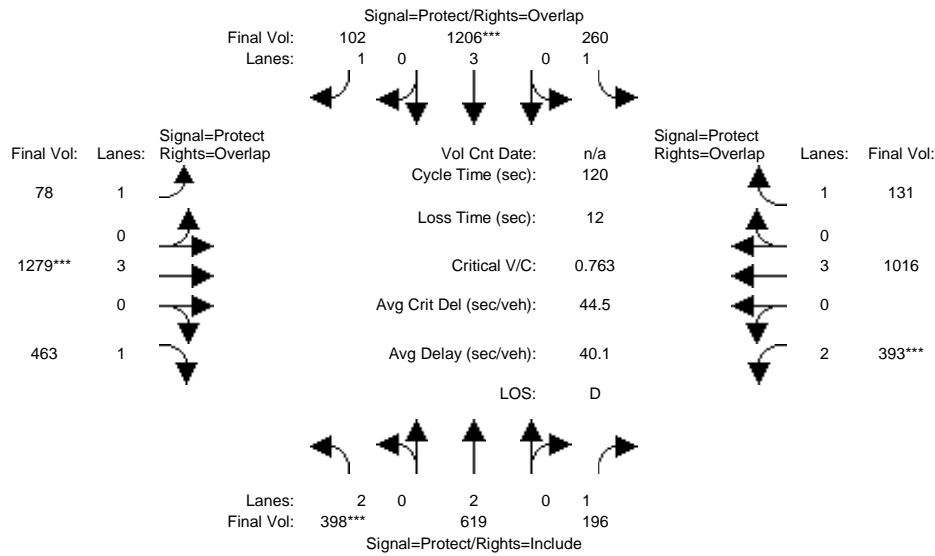 Signal=Protect/Rights=Overlap
Final Vol: 102 1206*** 260
Lanes: 1 0 3 0 1
Signal=Protect Signal=Protect
Final Vol: Lanes: Rights=Overlap Vol Cnt Date: n/a Rights=Overlap Lanes: Final Vol:
Cycle Time (sec): 120
78 1 1 131
Loss Time (sec): 12
0 0
1279*** 3 Critical V/C: 0.763 3 1016
0 Avg Crit Del (sec/veh): 44.5 0
463 1 Avg Delay (sec/veh): 40.1 2 393***
LOS: D
Lanes: 2 0 2 0 1
Final Vol: 398*** 619 196
Signal=Protect/Rights=Include